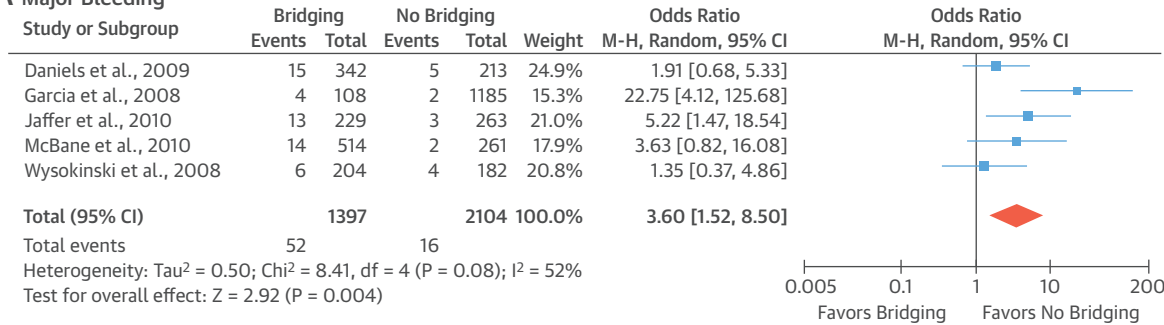 A Major Bleeding
Bridging No Bridging Odds Ratio Odds Ratio
Study or Subgroup Events Total Events Total Weight M-H, Random, 95% CI M-H, Random, 95% CI
Daniels et al., 2009 15 342 5 213 24.9% 1.91 [0.68, 5.33]
Garcia et al., 2008 4 108 2 1185 15.3% 22.75 [4.12, 125.68]
Jaffer et al., 2010 13 229 3 263 21.0% 5.22 [1.47, 18.54]
McBane et al., 2010 14 514 2 261 17.9% 3.63 [0.82, 16.08]
Wysokinski et al., 2008 6 204 4 182 20.8% 1.35 [0.37, 4.86]
Total (95% CI) 1397 2104 100.0% 3.60 [1.52, 8.50]
Total events 52 16
Heterogeneity: Tau² = 0.50; Chi² = 8.41, df = 4 (P = 0.08); I² = 52%
Test for overall effect: Z = 2.92 (P = 0.004)
0.005 0.1 1 10 200
Favors Bridging Favors No Bridging